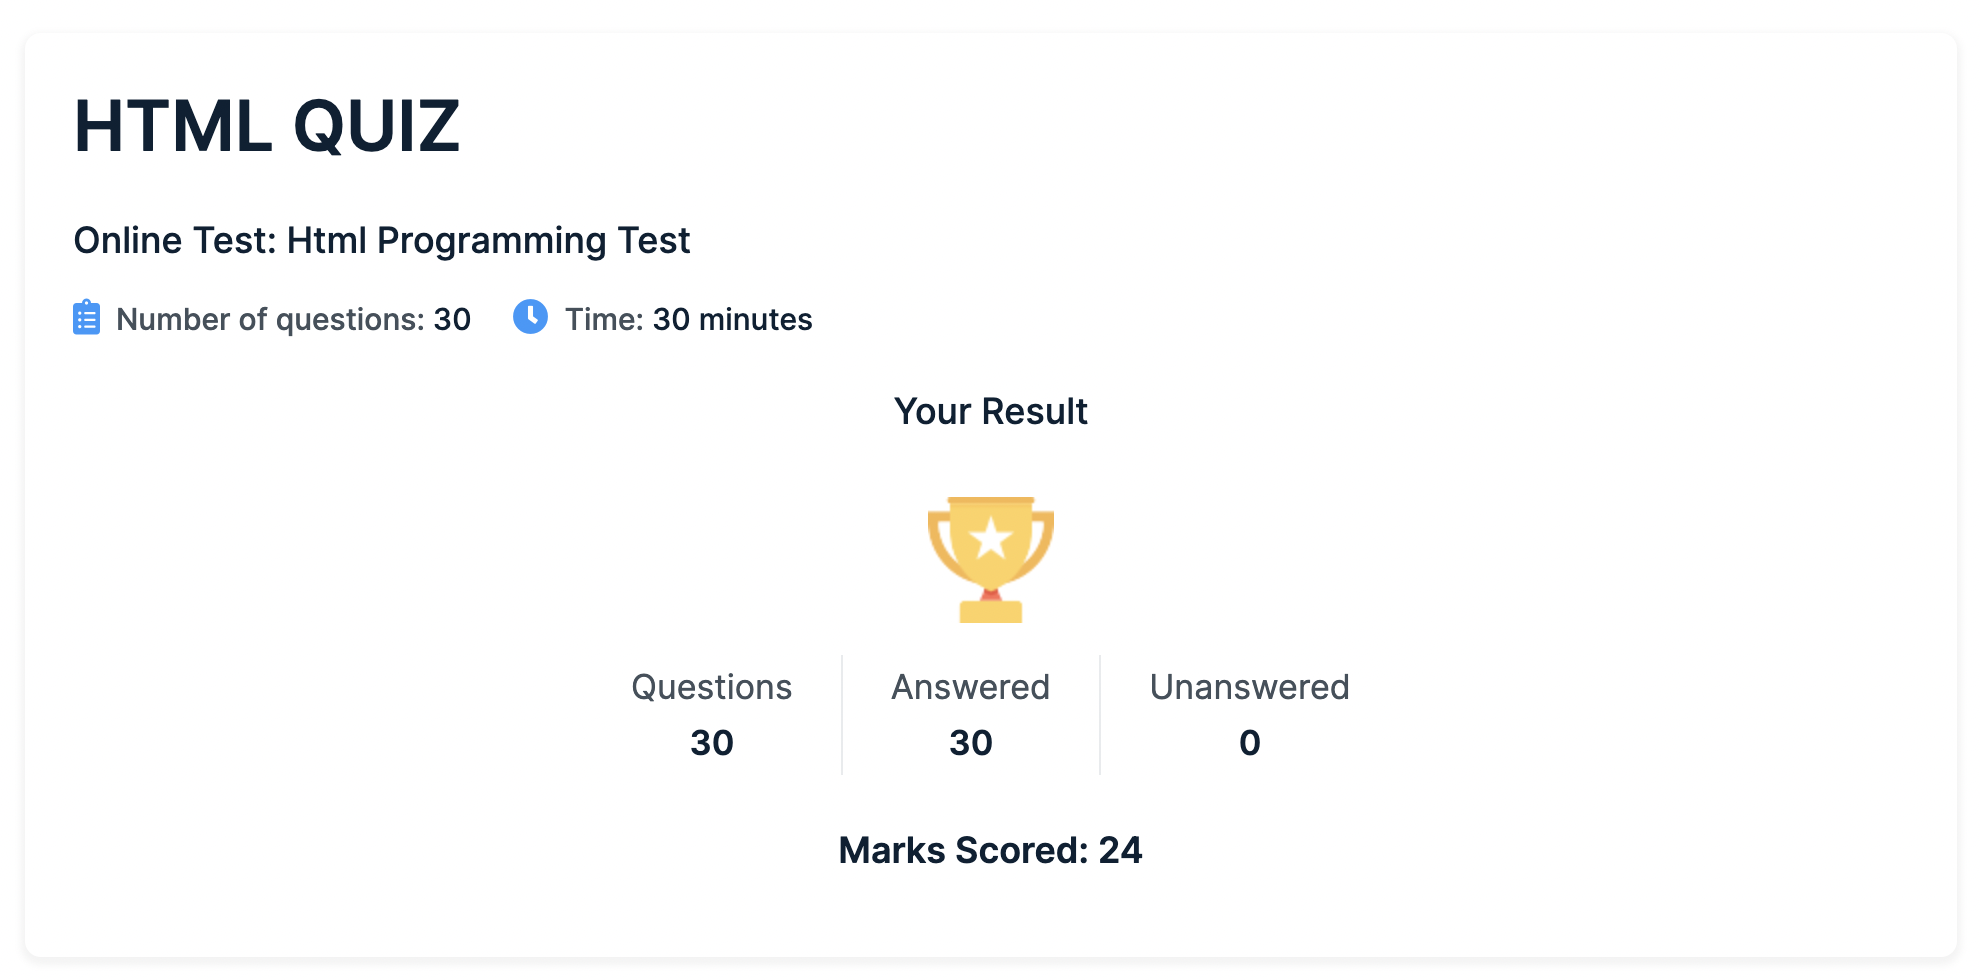 HTML QUIZ
Online Test: Html Programming Test
Number of questions: 30 Time: 30 minutes
Your Result
Questions Answered Unanswered
30 30 0
Marks Scored: 24